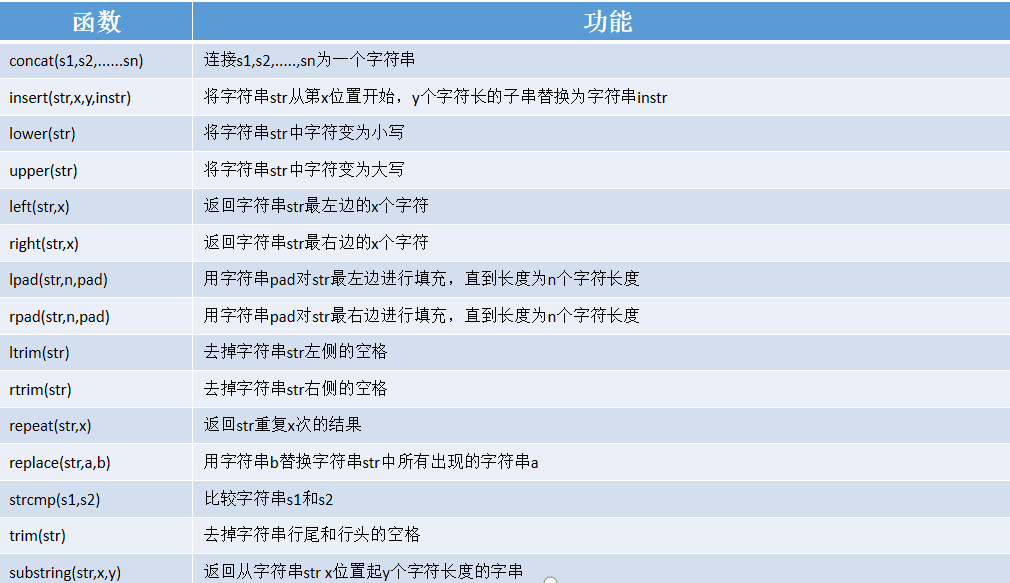 函数 功能
concat(s1,s2,......sn) 连接s1,s2,.....,sn为一个字符串
insert(str,x,y,instr) 将字符串str从第x位置开始，y个字符长的子串替换为字符串instr
lower(str) 将字符串str中字符变为小写
upper(str) 将字符串str中字符变为大写
left(str,x) 返回字符串str最左边的x个字符
right(str,x) 返回字符串str最右边的x个字符
lpad(str,n,pad) 用字符串pad对str最左边进行填充，直到长度为n个字符长度
rpad(str,n,pad) 用字符串pad对str最右边进行填充，直到长度为n个字符长度
ltrim(str) 去掉字符串str左侧的空格
rtrim(str) 去掉字符串str右侧的空格
repeat(str,x) 返回str重复x次的结果
replace(str,a,b) 用字符串b替换字符串str中所有出现的字符串a
strcmp(s1,s2) 比较字符串s1和s2
trim(str) 去掉字符串行尾和行头的空格
substring(str,x,y) 返回从字符串str x位置起y个字符长度的字串